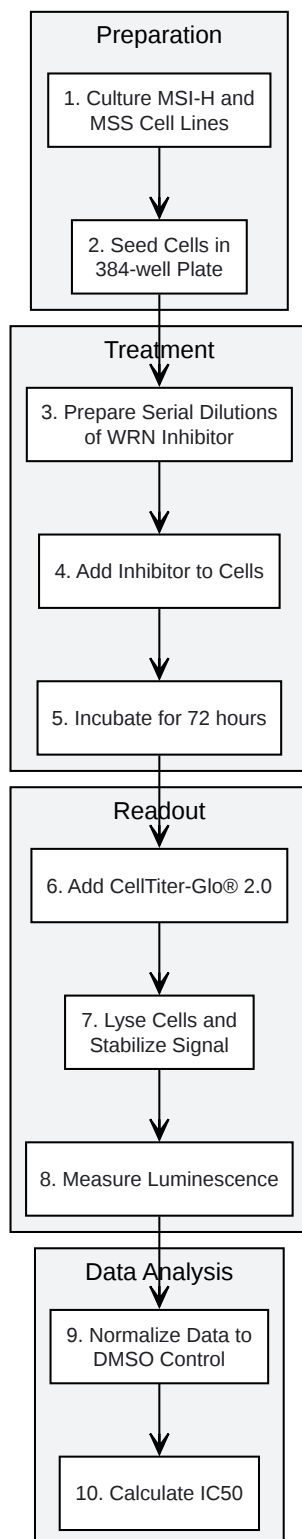 Preparation
1. Culture MSI-H and
MSS Cell Lines
2. Seed Cells in
384-well Plate
Treatment
3. Prepare Serial Dilutions
of WRN Inhibitor
4. Add Inhibitor to Cells
5. Incubate for 72 hours
Readout
6. Add CellTiter-Glo® 2.0
7. Lyse Cells and
Stabilize Signal
8. Measure Luminescence
Data Analysis
9. Normalize Data to
DMSO Control
10. Calculate IC50